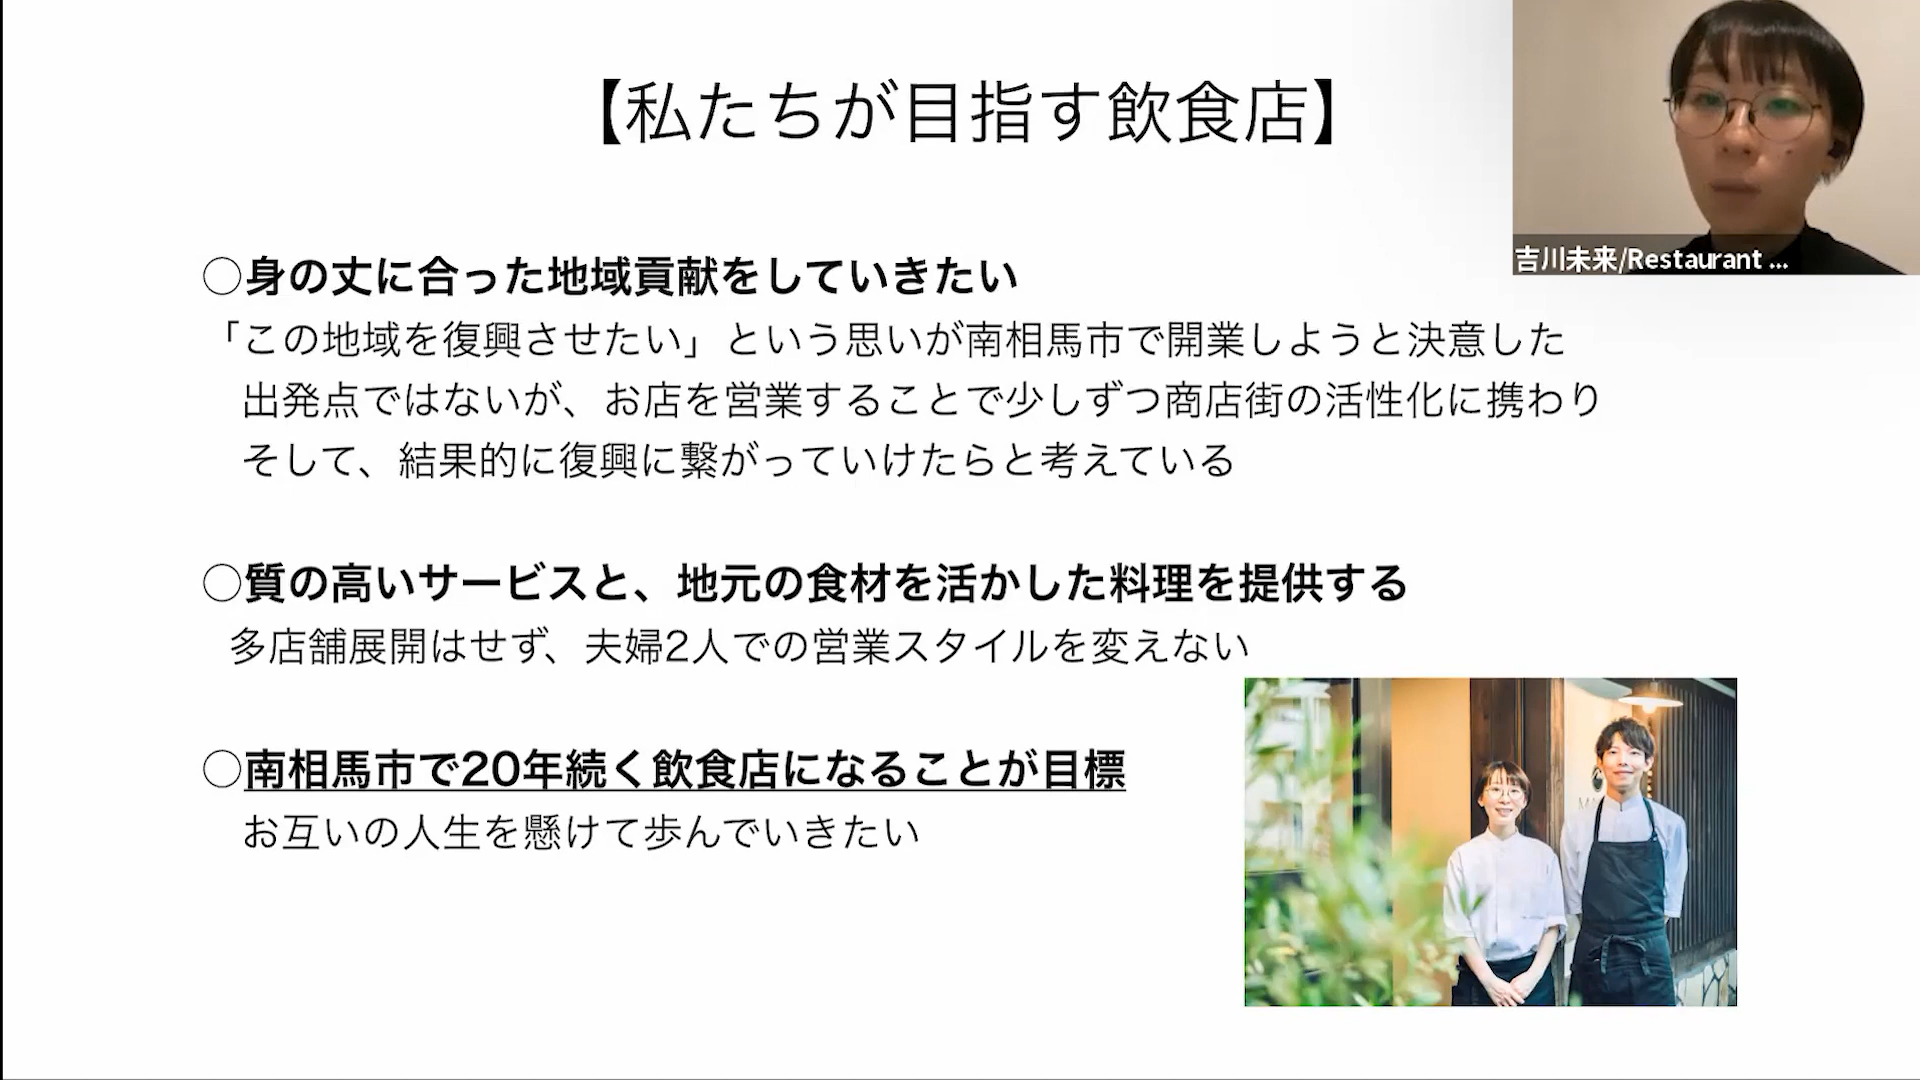 【私たちが目指す飲食店】
吉川未来/Restaurant ...
○身の丈に合った地域貢献をしていきたい
「この地域を復興させたい」という思いが南相馬市で開業しようと決意した
出発点ではないが、お店を営業することで少しずつ商店街の活性化に携わり
そして、結果的に復興に繋がっていけたらと考えている
○質の高いサービスと、地元の食材を活かした料理を提供する
多店舗展開はせず、夫婦2人での営業スタイルを変えない
○南相馬市で20年続く飲食店になることが目標
お互いの人生を懸けて歩んでいきたい